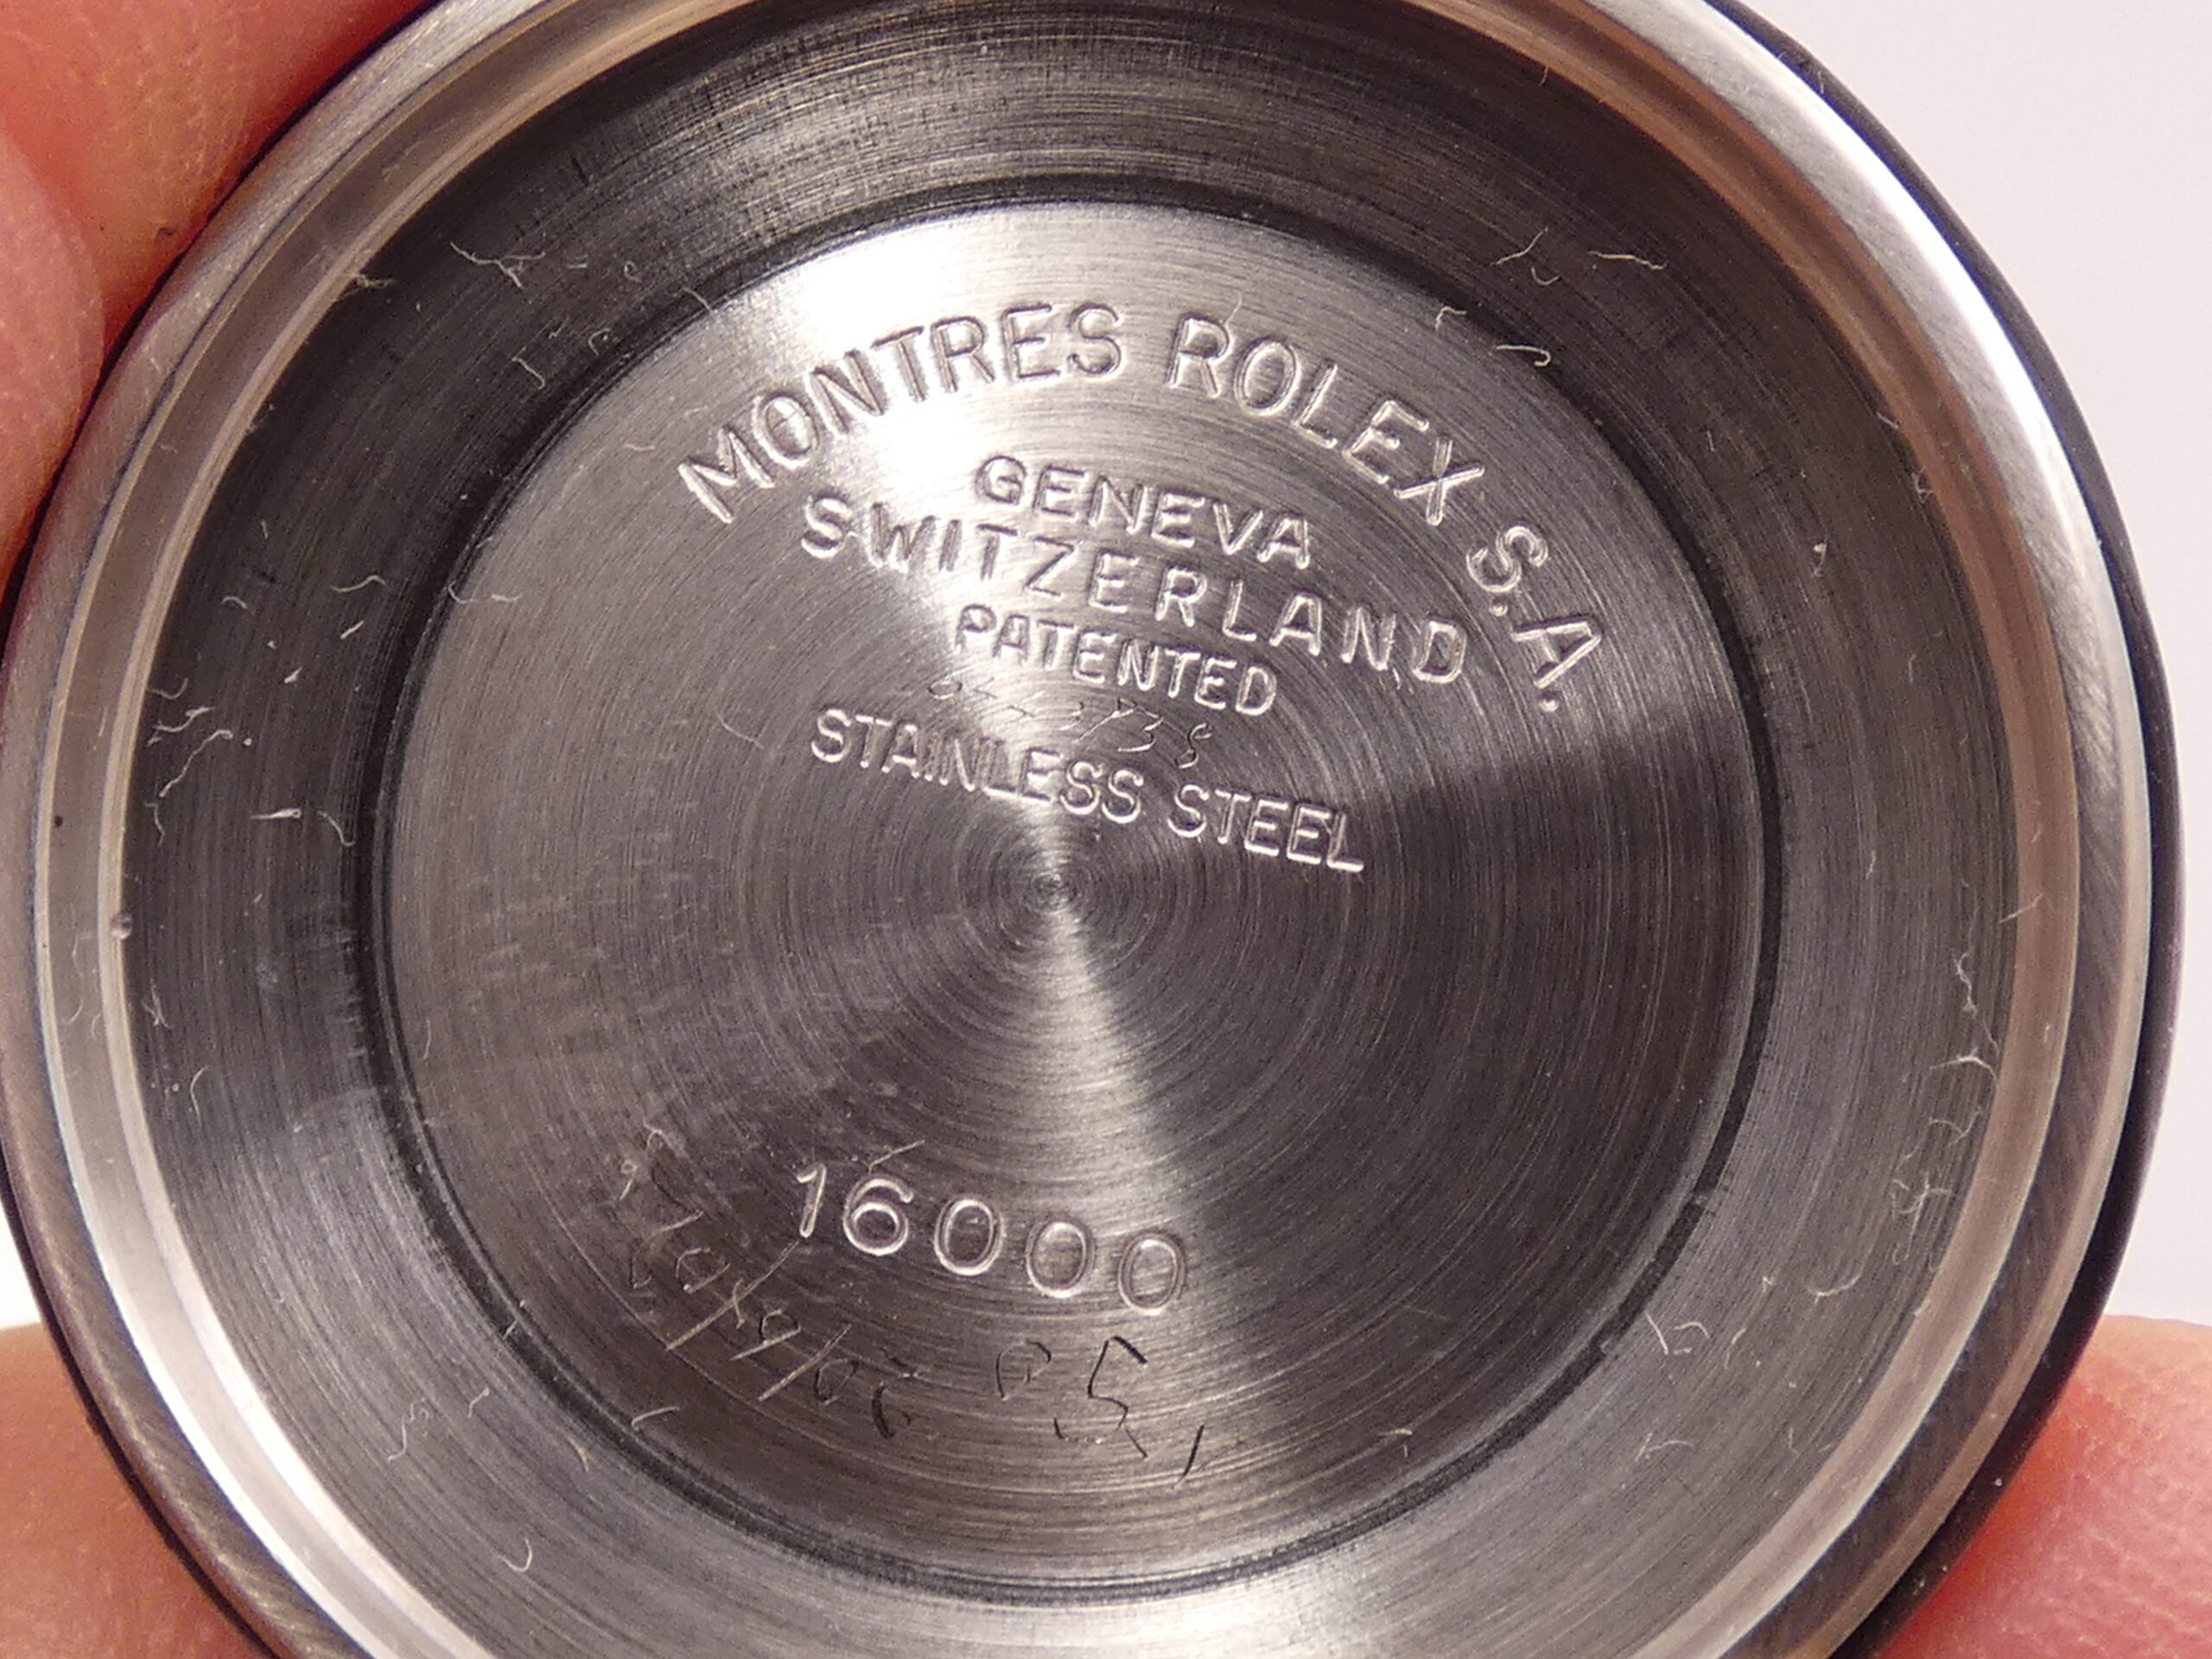 MONTRES ROLEX S.A.
GENEVA
SWITZERLAND
PATENTED
STAINLESS STEEL
16000